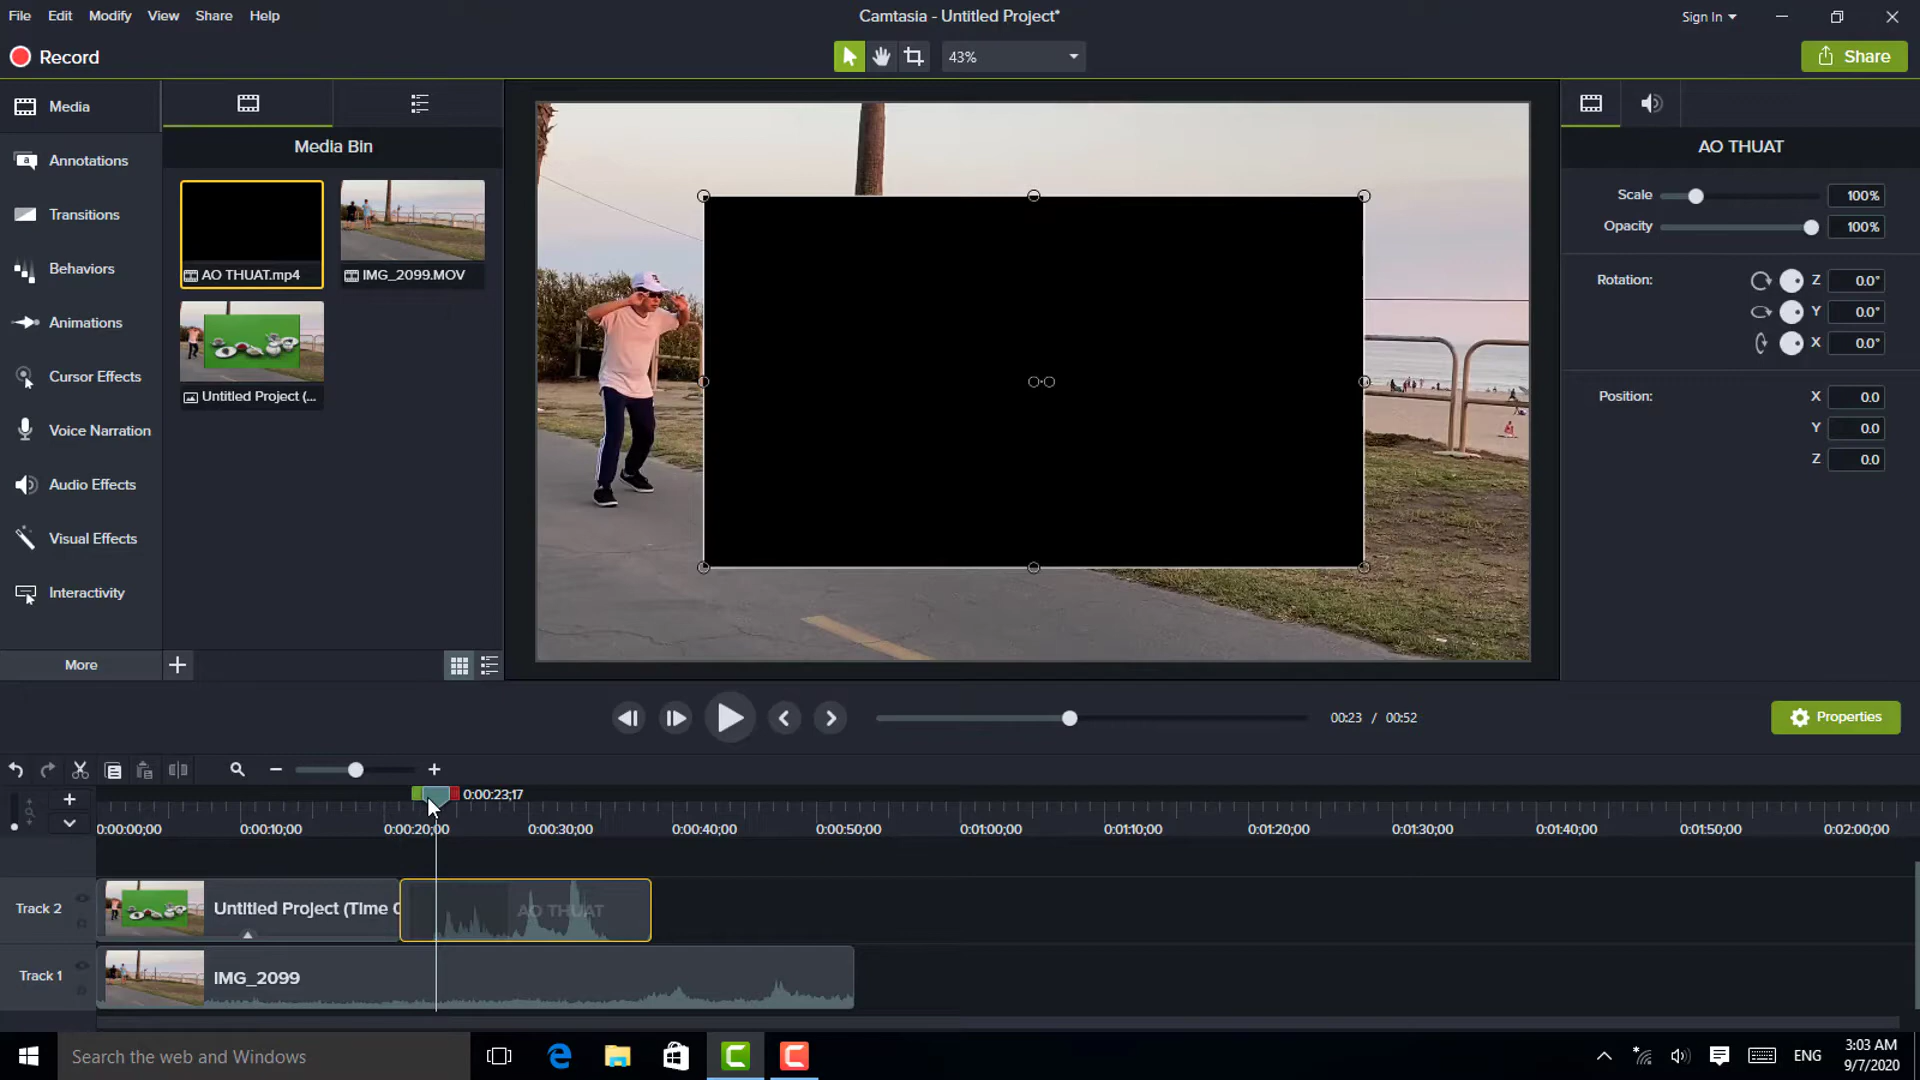 File Edit Modify View Share Help
Camtasia - Untitled Project*
Sign In
Record
43%
Share
Media
Annotations
Transitions
Behaviors
Animations
Cursor Effects
Voice Narration
Audio Effects
Visual Effects
Interactivity
More
Media Bin
AO THUAT.mp4
IMG_2099.MOV
Untitled Project (...
AO THUAT
Scale 100%
Opacity 100%
Rotation: Z 0.0°
Y 0.0°
X 0.0°
Position: X 0.0
Y 0.0
Z 0.0
00:23 / 00:52
Properties
0:00:23;17
0:00:00;00 0:00:10;00 0:00:20;00 0:00:30;00 0:00:40;00 0:00:50;00 0:01:00;00 0:01:10;00 0:01:20;00 0:01:30;00 0:01:40;00 0:01:50;00 0:02:00;00
Track 2
Untitled Project (Time 0
AO THUAT
Track 1
IMG_2099
Search the web and Windows
ENG
3:03 AM
9/7/2020